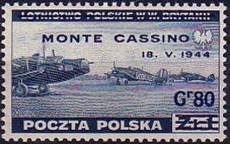 LOTNICTWO POLSKIE W W. BRYTANII
MONTE CASSINO
18. V. 1944
Gr 80
POCZTA POLSKA